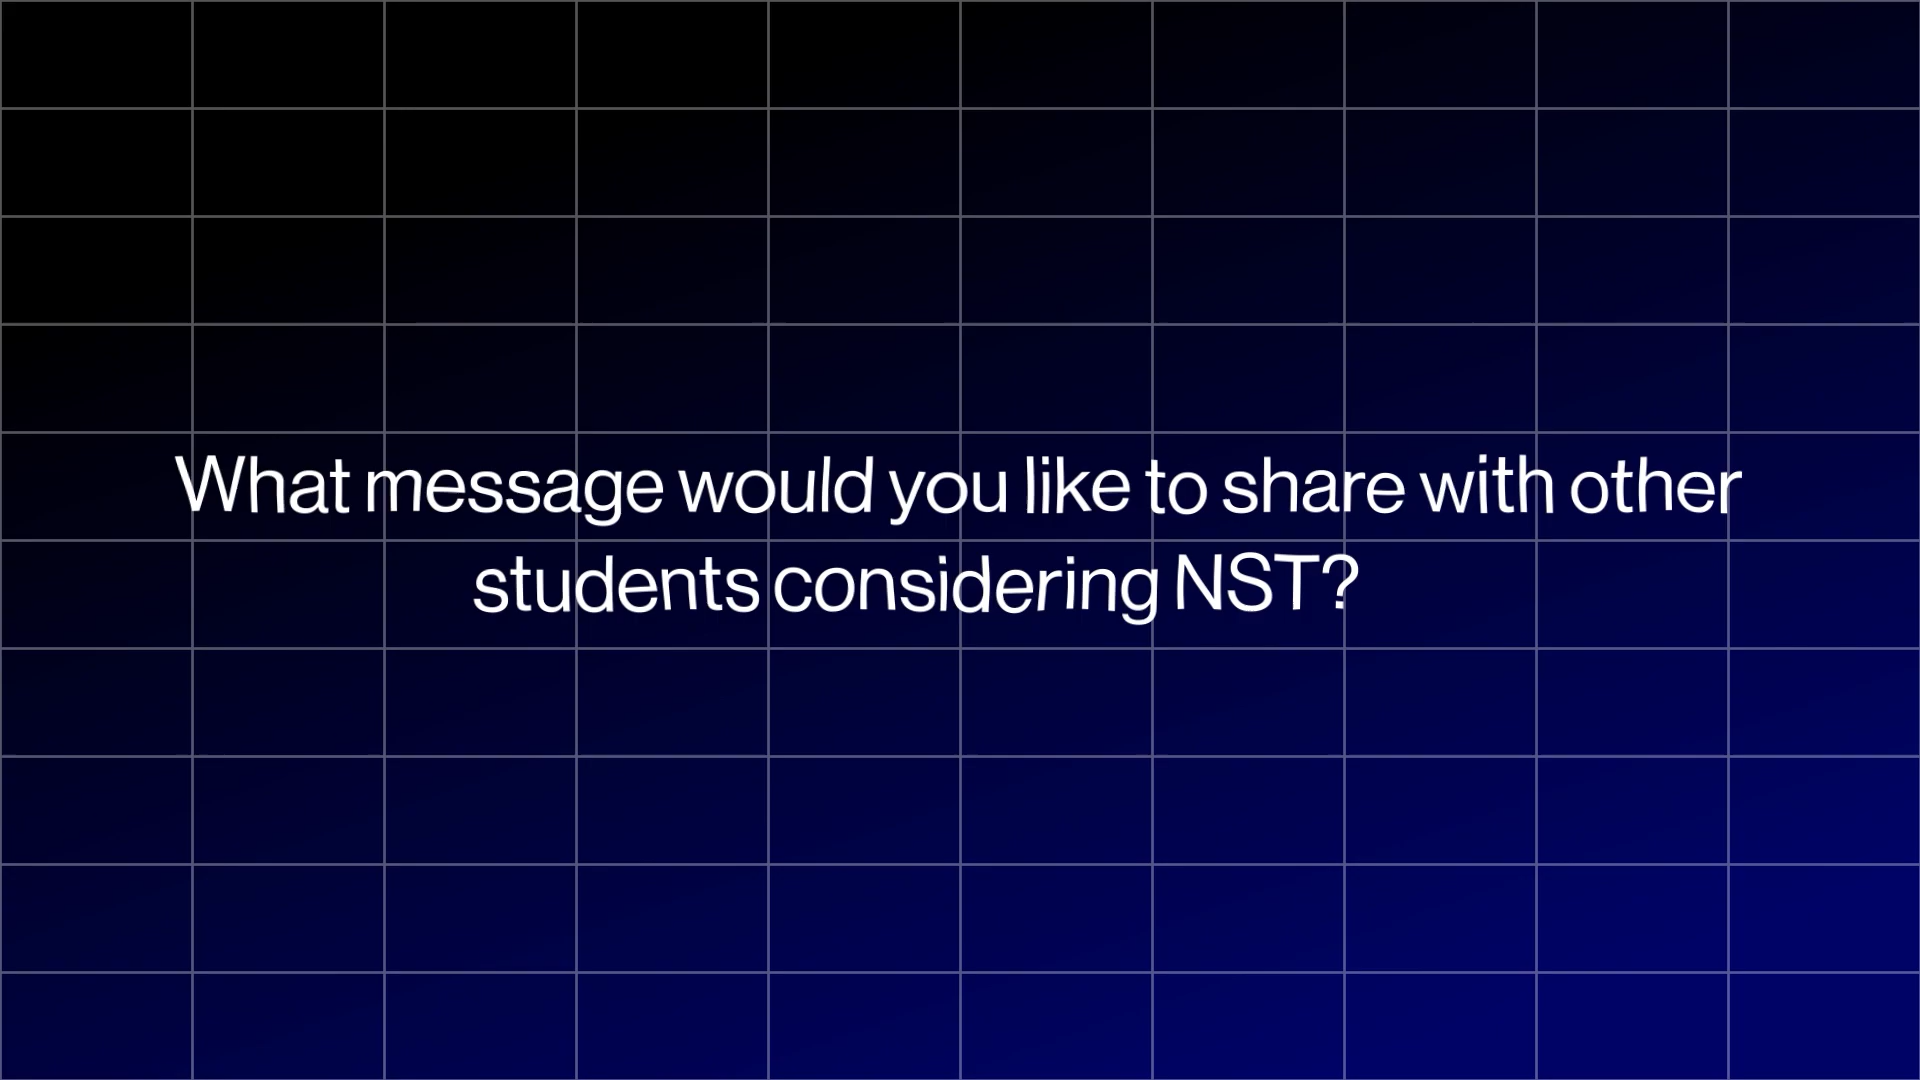 What message would you like to share with other
students considering NST?